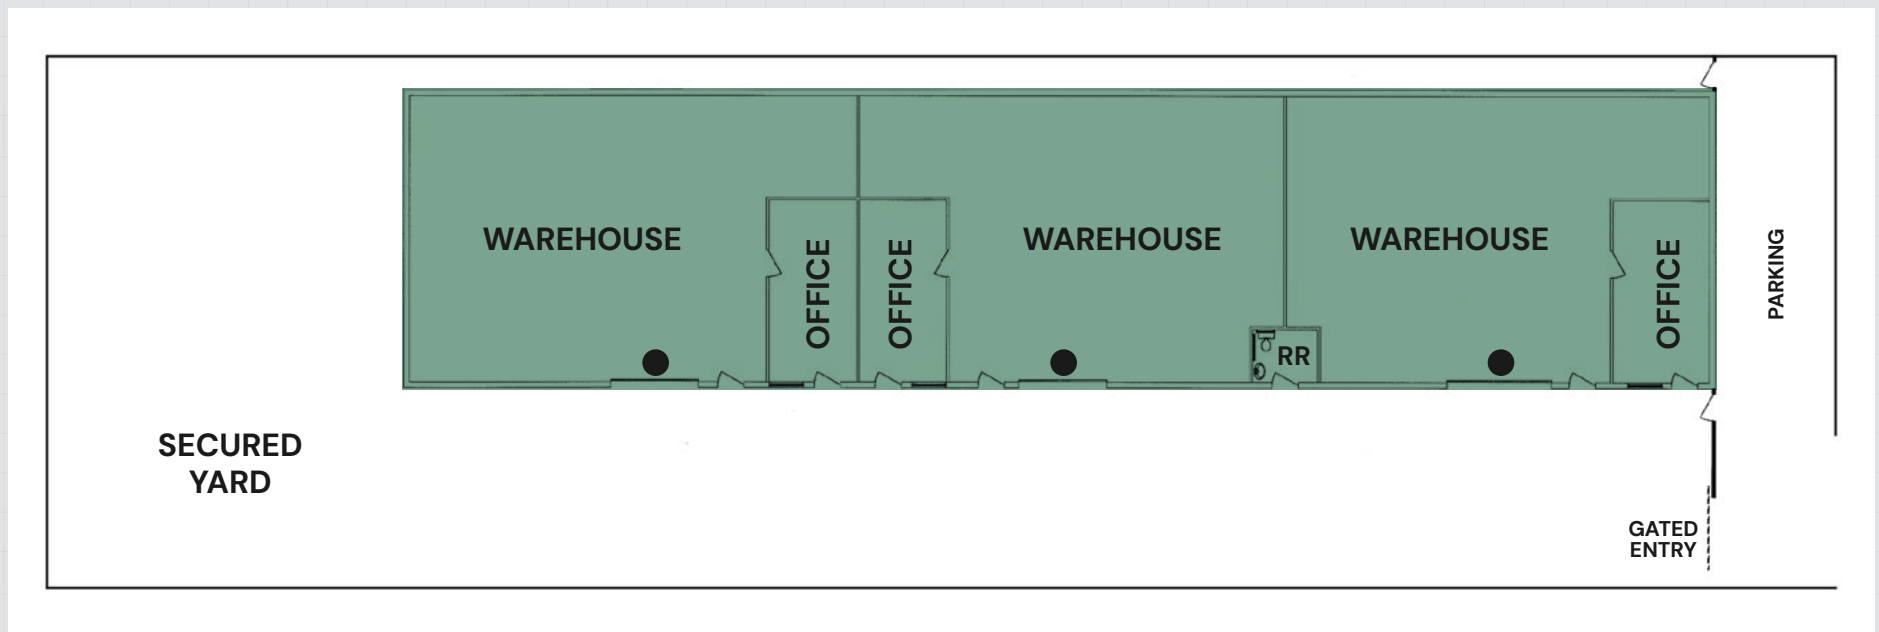 WAREHOUSE
OFFICE
OFFICE
WAREHOUSE
WAREHOUSE
OFFICE
PARKING
RR
SECURED
YARD
GATED
ENTRY